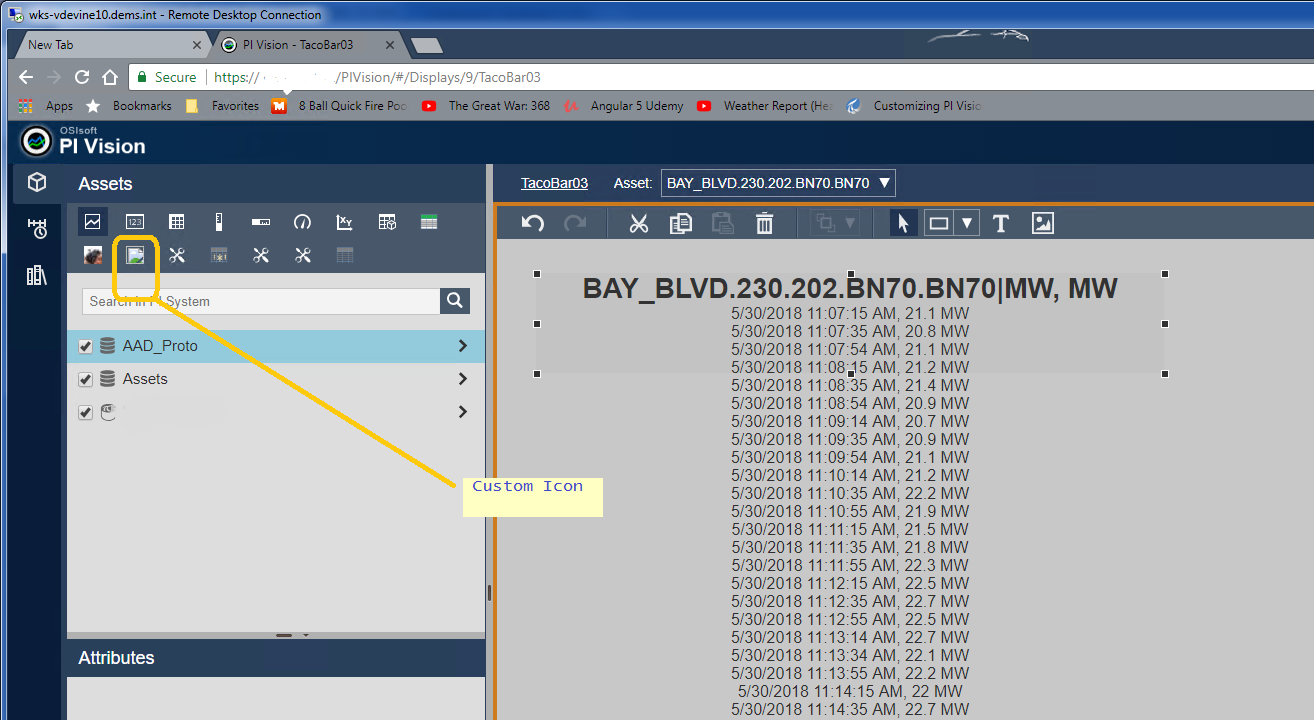 wks-vdevine10.dems.int - Remote Desktop Connection
New Tab
PI Vision - TacoBar03
Secure
https://
/PIVision/#/Displays/9/TacoBar03
Apps
Bookmarks
Favorites
8 Ball Quick Fire Poo
The Great War: 368
Angular 5 Udemy
Weather Report (Hea
Customizing PI Visio
OSIsoft
PI Vision
Assets
TacoBar03
Asset:
BAY_BLVD.230.202.BN70.BN70
123
XY
T
Search in PI System
AAD_Proto
Assets
Custom Icon
Attributes
BAY_BLVD.230.202.BN70.BN70|MW, MW
5/30/2018 11:07:15 AM, 21.1 MW
5/30/2018 11:07:35 AM, 20.8 MW
5/30/2018 11:07:54 AM, 21.1 MW
5/30/2018 11:08:15 AM, 21.2 MW
5/30/2018 11:08:35 AM, 21.4 MW
5/30/2018 11:08:54 AM, 20.9 MW
5/30/2018 11:09:14 AM, 20.7 MW
5/30/2018 11:09:35 AM, 20.9 MW
5/30/2018 11:09:54 AM, 21.1 MW
5/30/2018 11:10:14 AM, 21.2 MW
5/30/2018 11:10:35 AM, 22.2 MW
5/30/2018 11:10:55 AM, 21.9 MW
5/30/2018 11:11:15 AM, 21.5 MW
5/30/2018 11:11:35 AM, 21.8 MW
5/30/2018 11:11:55 AM, 22.3 MW
5/30/2018 11:12:15 AM, 22.5 MW
5/30/2018 11:12:35 AM, 22.7 MW
5/30/2018 11:12:55 AM, 22.5 MW
5/30/2018 11:13:14 AM, 22.7 MW
5/30/2018 11:13:34 AM, 22.1 MW
5/30/2018 11:13:55 AM, 22.2 MW
5/30/2018 11:14:15 AM, 22 MW
5/30/2018 11:14:35 AM, 22.7 MW